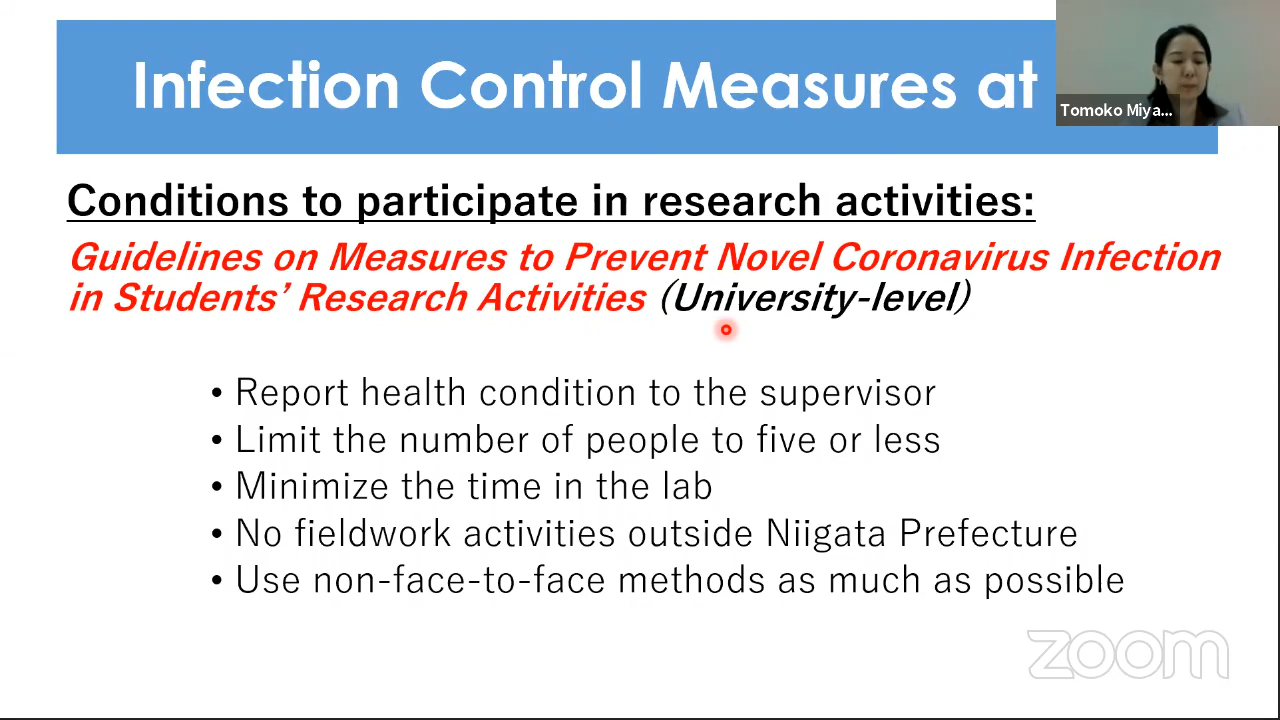 Infection Control Measures at
Tomoko Miya...
Conditions to participate in research activities:
Guidelines on Measures to Prevent Novel Coronavirus Infection
in Students’ Research Activities (University-level)
• Report health condition to the supervisor
• Limit the number of people to five or less
• Minimize the time in the lab
• No fieldwork activities outside Niigata Prefecture
• Use non-face-to-face methods as much as possible
zoom